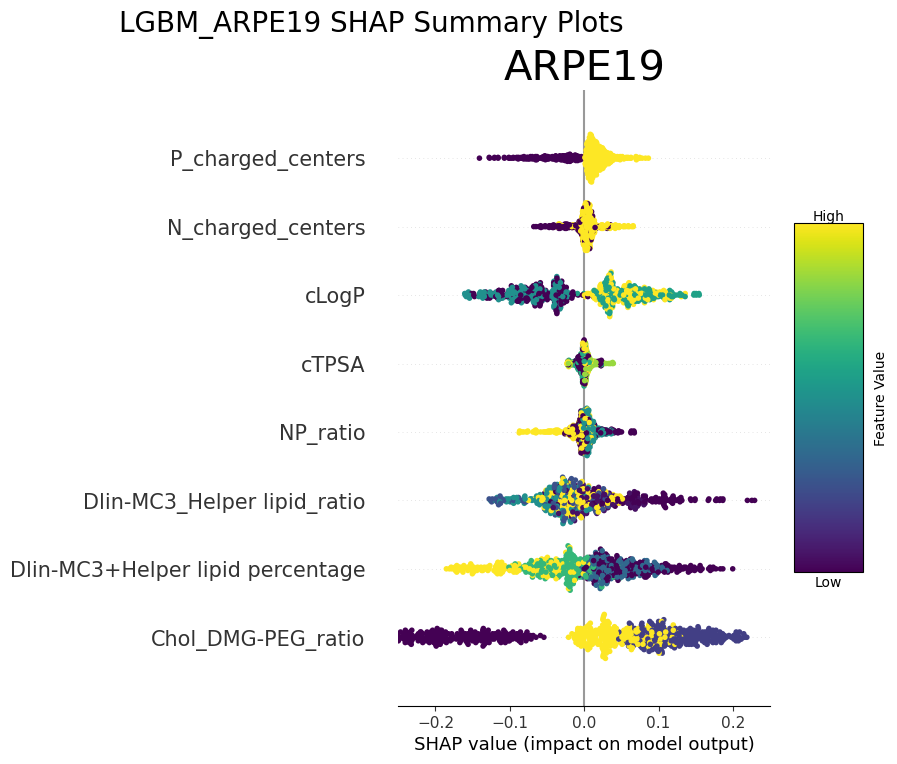 LGBM_ARPE19 SHAP Summary Plots
ARPE19
P_charged_centers
N_charged_centers
cLogP
cTPSA
NP_ratio
Dlin-MC3_Helper lipid_ratio
Dlin-MC3+Helper lipid percentage
Chol_DMG-PEG_ratio
−0.2 −0.1 0.0 0.1 0.2
SHAP value (impact on model output)
High
Feature Value
Low